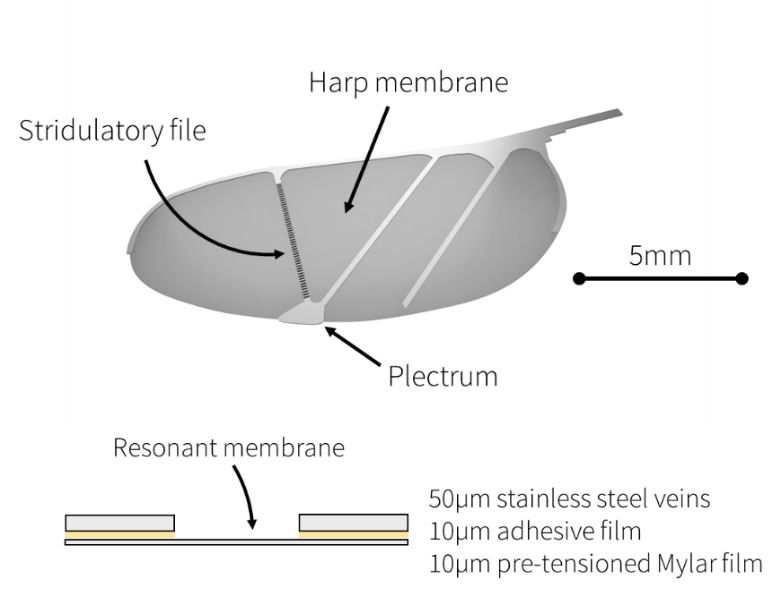 Harp membrane
Stridulatory file
5mm
Plectrum
Resonant membrane
50μm stainless steel veins
10μm adhesive film
10μm pre-tensioned Mylar film